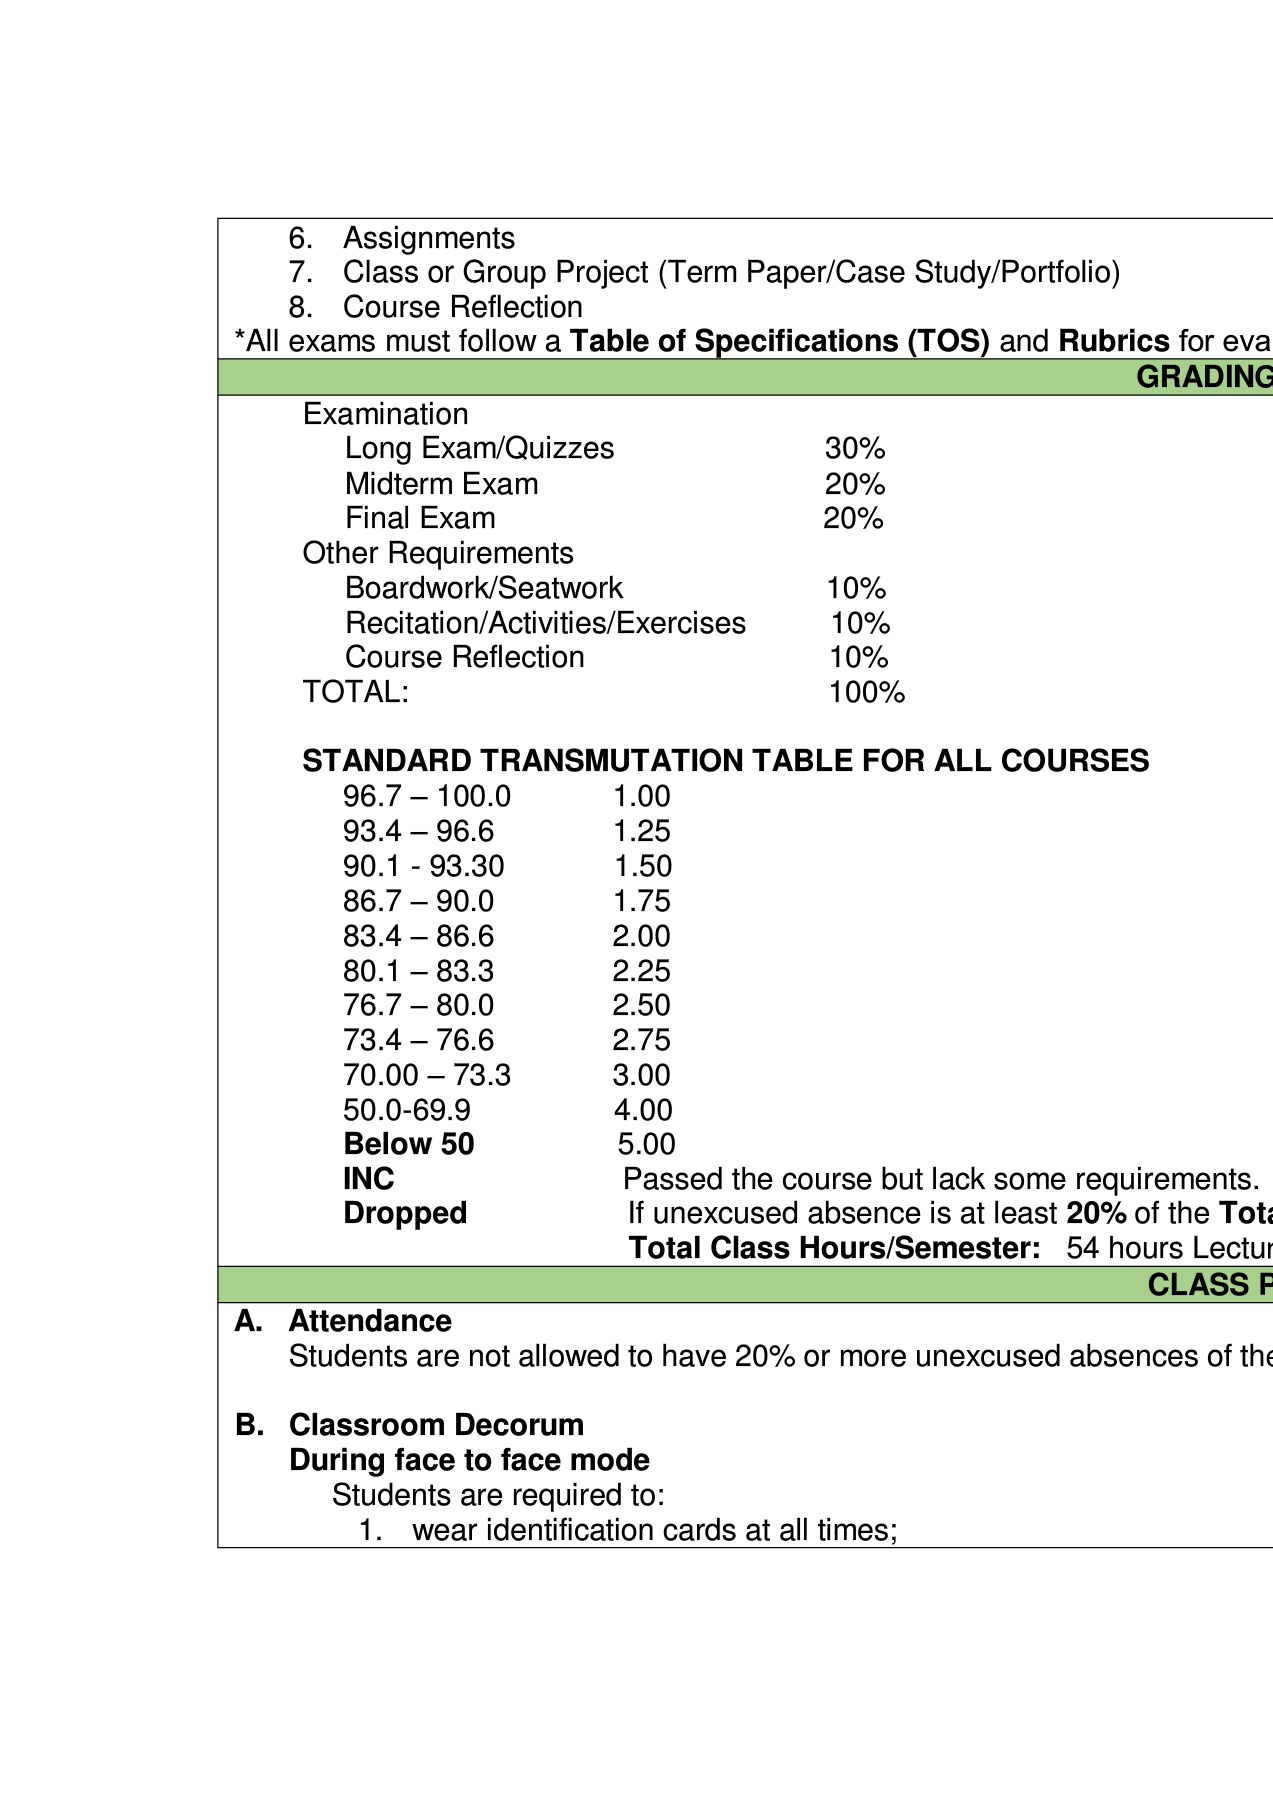 6. Assignments
7. Class or Group Project (Term Paper/Case Study/Portfolio)
8. Course Reflection
*All exams must follow a Table of Specifications (TOS) and Rubrics for eva
GRADING
Examination
Long Exam/Quizzes 30%
Midterm Exam 20%
Final Exam 20%
Other Requirements
Boardwork/Seatwork 10%
Recitation/Activities/Exercises 10%
Course Reflection 10%
TOTAL: 100%
STANDARD TRANSMUTATION TABLE FOR ALL COURSES
96.7 – 100.0 1.00
93.4 – 96.6 1.25
90.1 - 93.30 1.50
86.7 – 90.0 1.75
83.4 – 86.6 2.00
80.1 – 83.3 2.25
76.7 – 80.0 2.50
73.4 – 76.6 2.75
70.00 – 73.3 3.00
50.0-69.9 4.00
Below 50 5.00
INC Passed the course but lack some requirements.
Dropped If unexcused absence is at least 20% of the Tota
Total Class Hours/Semester: 54 hours Lectur
CLASS P
A. Attendance
Students are not allowed to have 20% or more unexcused absences of the
B. Classroom Decorum
During face to face mode
Students are required to:
1. wear identification cards at all times;